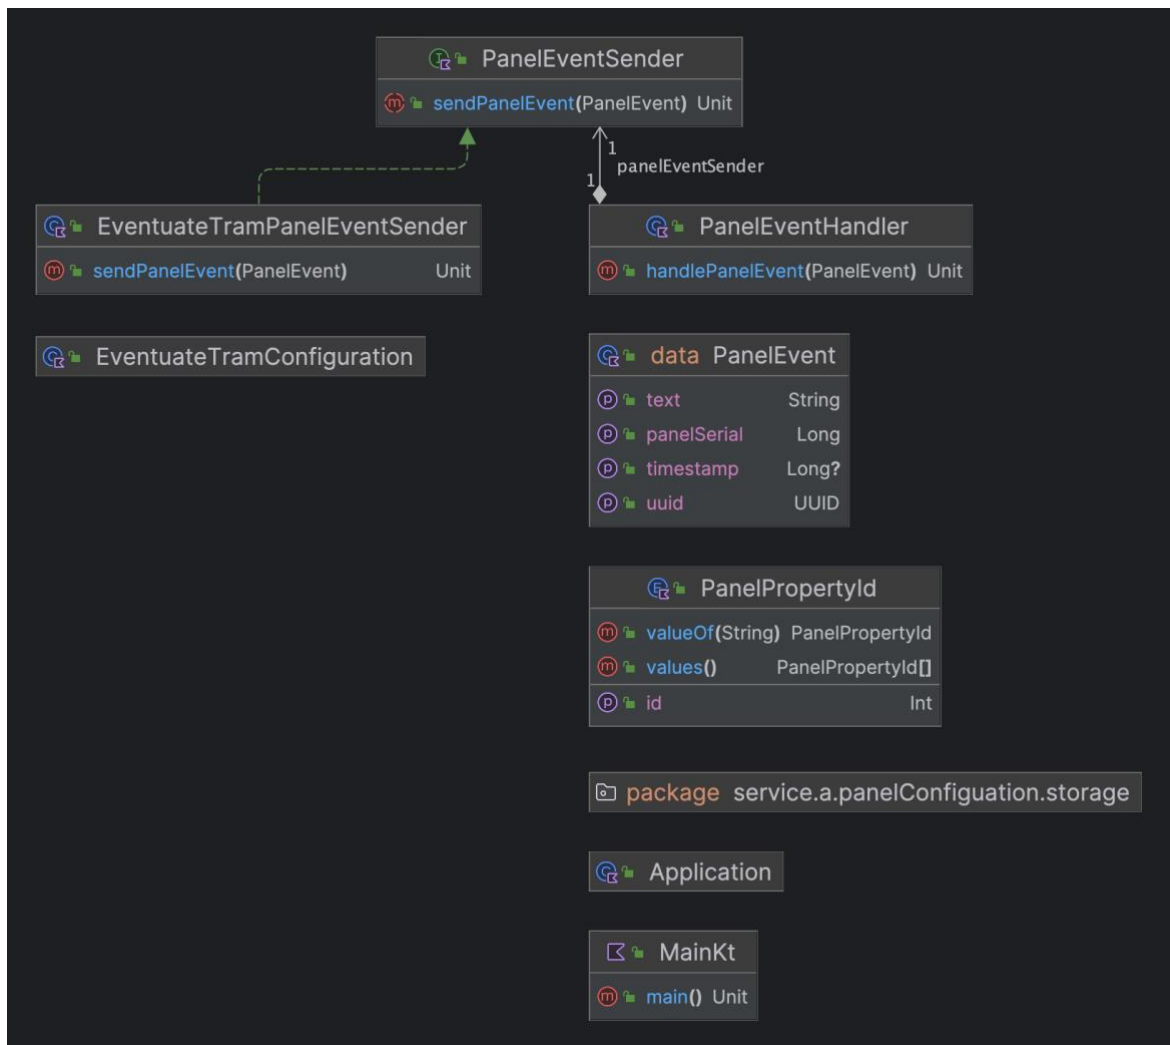 PanelEventSender
sendPanelEvent(PanelEvent) Unit
1
panelEventSender
1
EventuateTramPanelEventSender
sendPanelEvent(PanelEvent) Unit
PanelEventHandler
handlePanelEvent(PanelEvent) Unit
EventuateTramConfiguration
data PanelEvent
text String
panelSerial Long
timestamp Long?
uuid UUID
PanelPropertyId
valueOf(String) PanelPropertyId
values() PanelPropertyId[]
id Int
package service.a.panelConfiguation.storage
Application
MainKt
main() Unit